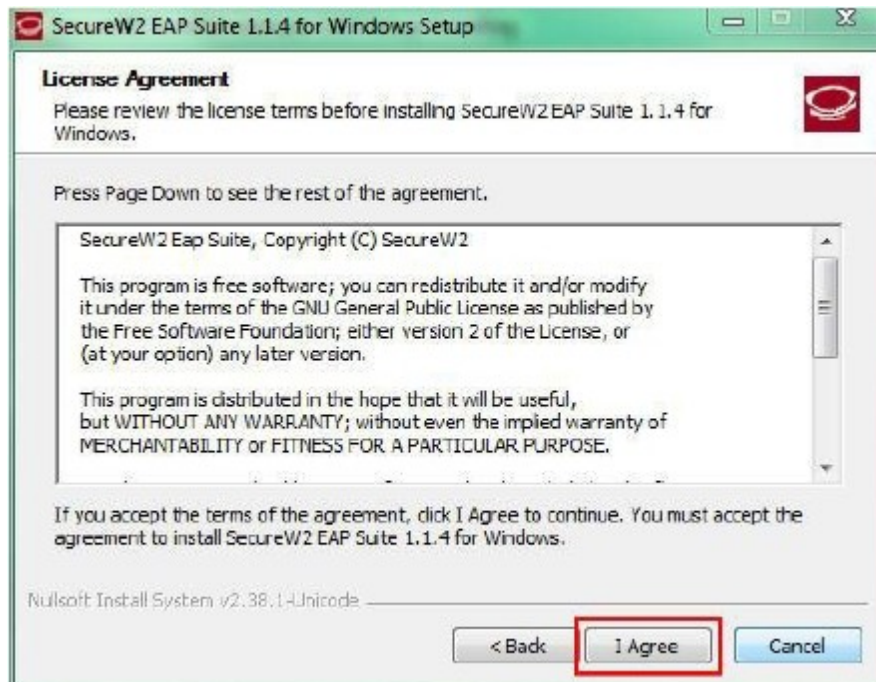 SecureW2 EAP Suite 1.1.4 for Windows Setup
License Agreement
Please review the license terms before installing SecureW2 EAP Suite 1.1.4 for
Windows.
Press Page Down to see the rest of the agreement.
SecureW2 Eap Suite, Copyright (C) SecureW2
This program is free software; you can redistribute it and/or modify
it under the terms of the GNU General Public License as published by
the Free Software Foundation; either version 2 of the License, or
(at your option) any later version.
This program is distributed in the hope that it will be useful,
but WITHOUT ANY WARRANTY; without even the implied warranty of
MERCHANTABILITY or FITNESS FOR A PARTICULAR PURPOSE.
If you accept the terms of the agreement, click I Agree to continue. You must accept the
agreement to install SecureW2 EAP Suite 1.1.4 for Windows.
Nullsoft Install System v2.38.1-Unicode
< Back I Agree Cancel